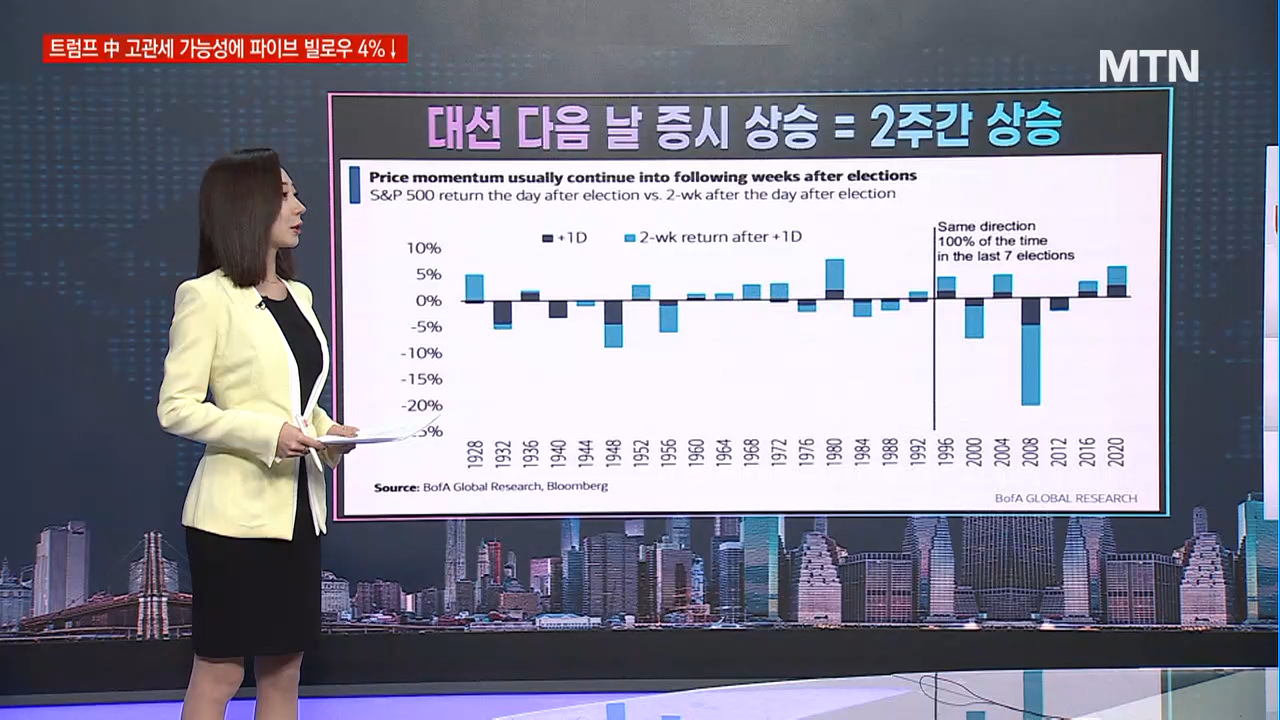 트럼프 中 고관세 가능성에 파이브 빌로우 4%↓
MTN
대선 다음 날 증시 상승 = 2주간 상승
Price momentum usually continue into following weeks after elections
S&P 500 return the day after election vs. 2-wk after the day after election
+1D
2-wk return after +1D
Same direction
100% of the time
in the last 7 elections
10%
5%
0%
-5%
-10%
-15%
-20%
5%
1928 1932 1936 1940 1944 1948 1952 1956 1960 1964 1968 1972 1976 1980 1984 1988 1992 1996 2000 2004 2008 2012 2016 2020
Source: BofA Global Research, Bloomberg
BofA GLOBAL RESEARCH